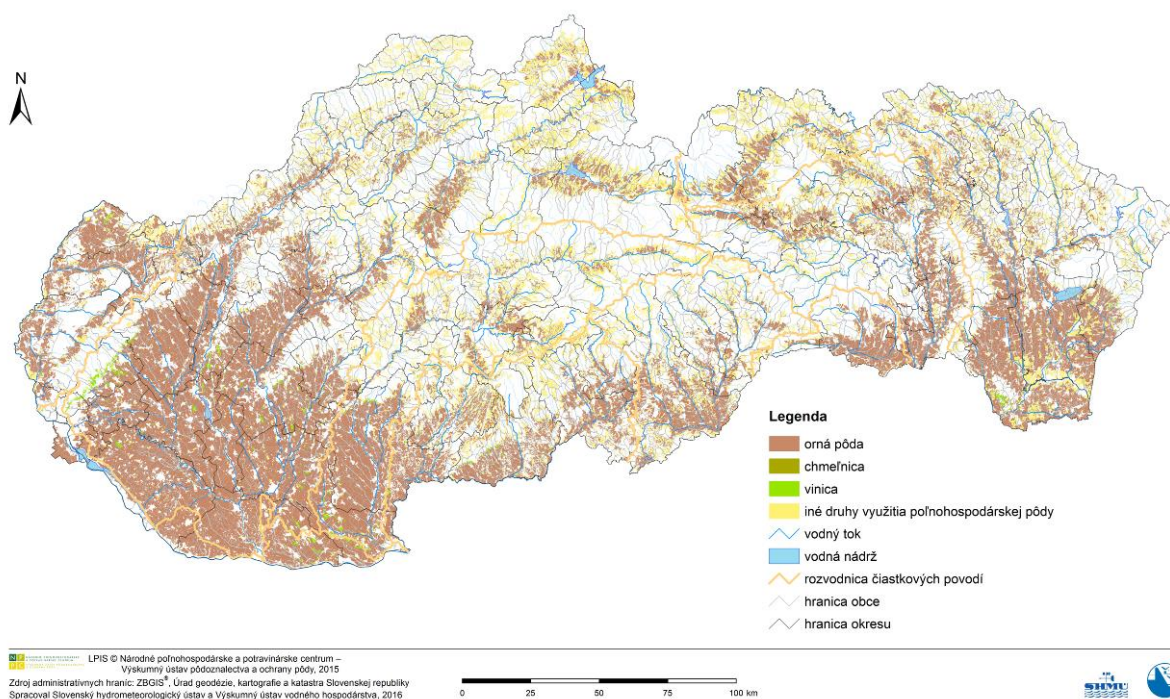 N
Legenda
orná pôda
chmeľnica
vinica
iné druhy využitia poľnohospodárskej pôdy
vodný tok
vodná nádrž
rozvodnica čiastkových povodí
hranica obce
hranica okresu
LPIS © Národné poľnohospodárske a potravinárske centrum –
Výskumný ústav pôdoznalectva a ochrany pôdy, 2015
Zdroj administratívnych hraníc: ZBGIS®, Úrad geodézie, kartografie a katastra Slovenskej republiky
Spracoval Slovenský hydrometeorologický ústav a Výskumný ústav vodného hospodárstva, 2016
0 25 50 75 100 km
SHMÚ